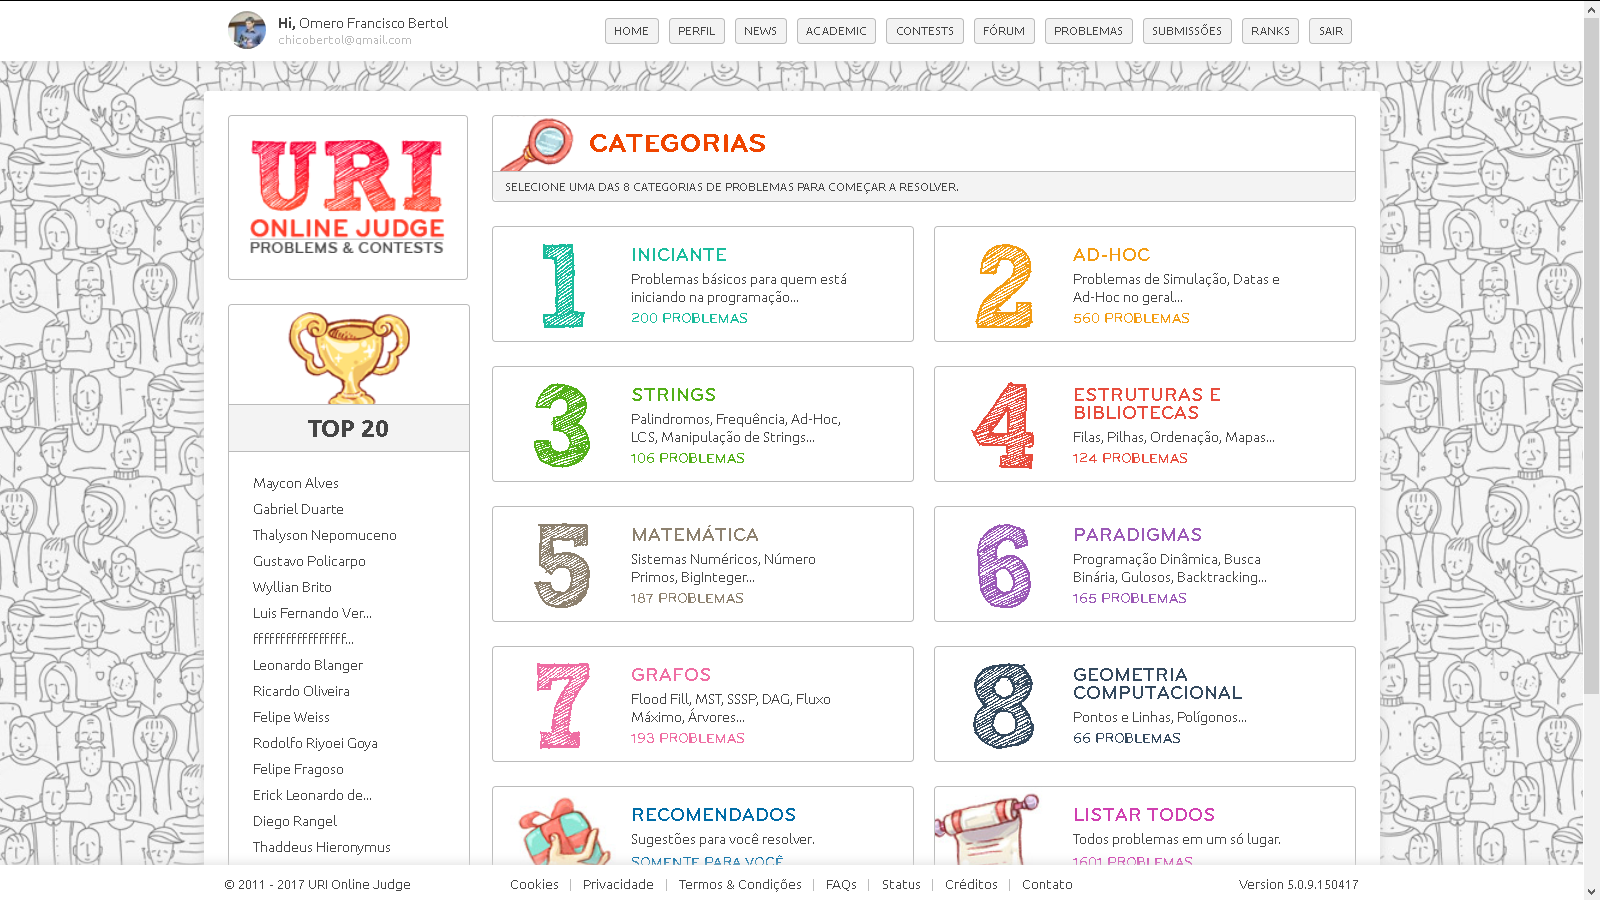 Hi, Omero Francisco Bertol
chicobertol@gmail.com
HOME
PERFIL
NEWS
ACADEMIC
CONTESTS
FÓRUM
PROBLEMAS
SUBMISSÕES
RANKS
SAIR
URI
ONLINE JUDGE
PROBLEMS & CONTESTS
TOP 20
Maycon Alves
Gabriel Duarte
Thalyson Nepomuceno
Gustavo Policarpo
Wyllian Brito
Luis Fernando Ver...
fffffffffffffffff...
Leonardo Blanger
Ricardo Oliveira
Felipe Weiss
Rodolfo Riyoei Goya
Felipe Fragoso
Erick Leonardo de...
Diego Rangel
Thaddeus Hieronymus
CATEGORIAS
SELECIONE UMA DAS 8 CATEGORIAS DE PROBLEMAS PARA COMEÇAR A RESOLVER.
1
INICIANTE
Problemas básicos para quem está
iniciando na programação...
200 PROBLEMAS
2
AD-HOC
Problemas de Simulação, Datas e
Ad-Hoc no geral...
560 PROBLEMAS
3
STRINGS
Palindromos, Frequência, Ad-Hoc,
LCS, Manipulação de Strings...
106 PROBLEMAS
4
ESTRUTURAS E
BIBLIOTECAS
Filas, Pilhas, Ordenação, Mapas...
124 PROBLEMAS
5
MATEMÁTICA
Sistemas Numéricos, Número
Primos, BigInteger...
187 PROBLEMAS
6
PARADIGMAS
Programação Dinâmica, Busca
Binária, Gulosos, Backtracking...
165 PROBLEMAS
7
GRAFOS
Flood Fill, MST, SSSP, DAG, Fluxo
Máximo, Árvores...
193 PROBLEMAS
8
GEOMETRIA
COMPUTACIONAL
Pontos e Linhas, Polígonos...
66 PROBLEMAS
RECOMENDADOS
Sugestões para você resolver.
SOMENTE PARA VOCÊ
LISTAR TODOS
Todos problemas em um só lugar.
1601 PROBLEMAS
© 2011 - 2017 URI Online Judge
Cookies
Privacidade
Termos & Condições
FAQs
Status
Créditos
Contato
Version 5.0.9.150417